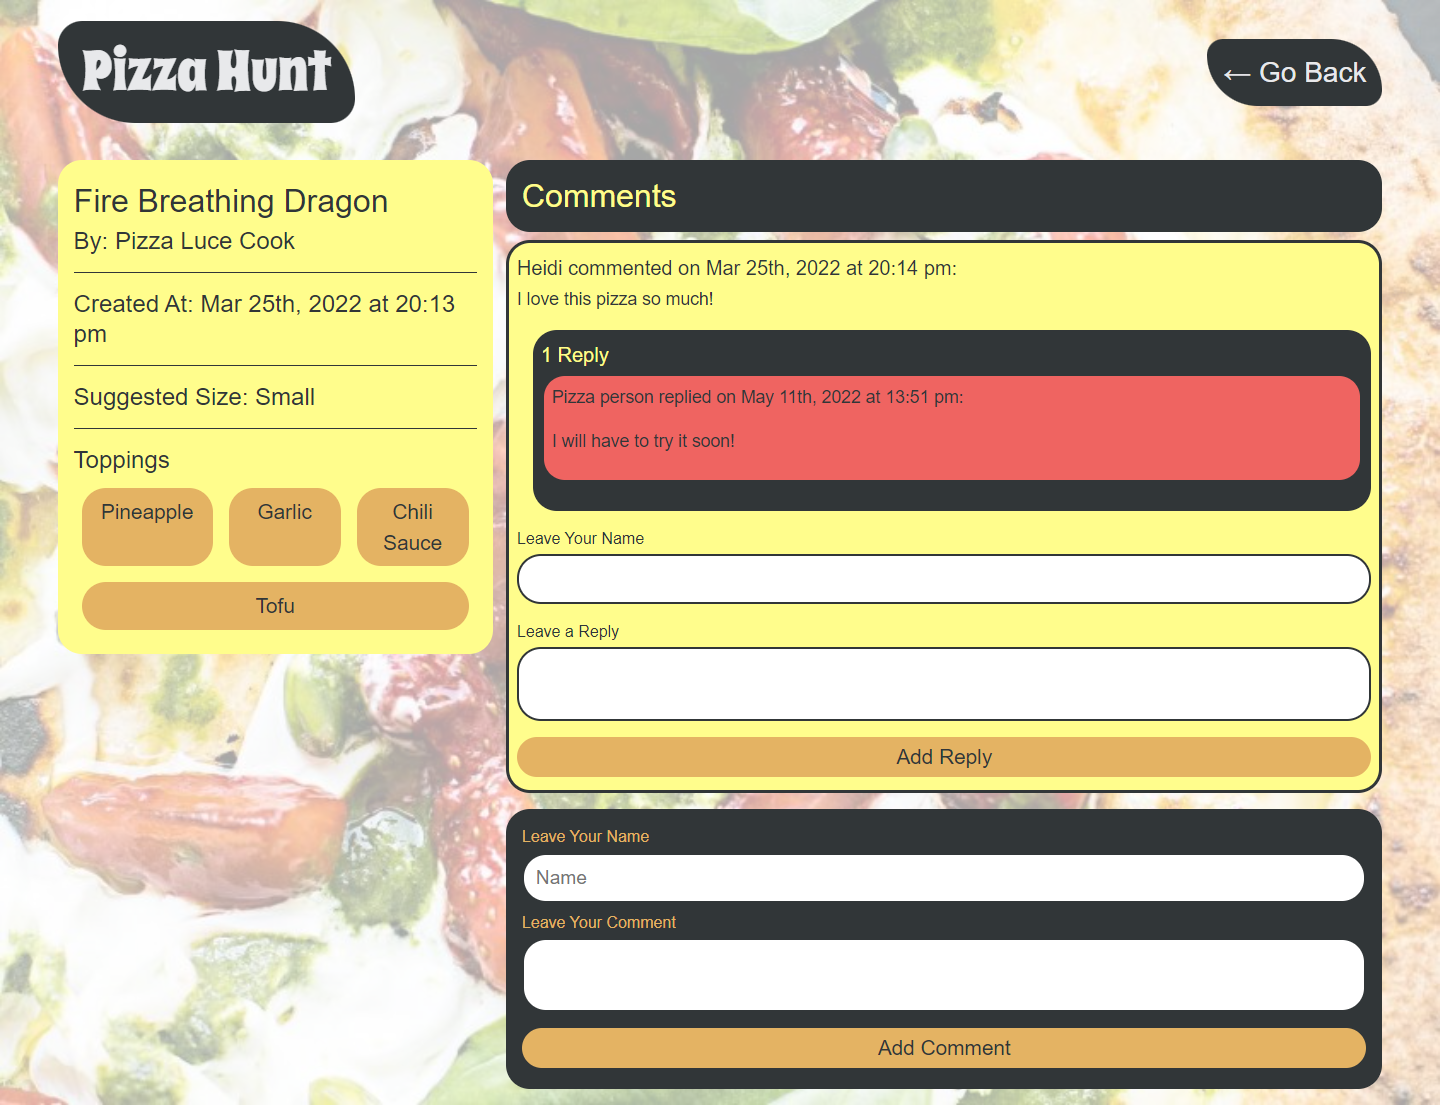 Pizza Hunt
← Go Back
Fire Breathing Dragon
By: Pizza Luce Cook
Created At: Mar 25th, 2022 at 20:13
pm
Suggested Size: Small
Toppings
Pineapple
Garlic
Chili
Sauce
Tofu
Comments
Heidi commented on Mar 25th, 2022 at 20:14 pm:
I love this pizza so much!
1 Reply
Pizza person replied on May 11th, 2022 at 13:51 pm:
I will have to try it soon!
Leave Your Name
Leave a Reply
Add Reply
Leave Your Name
Name
Leave Your Comment
Add Comment